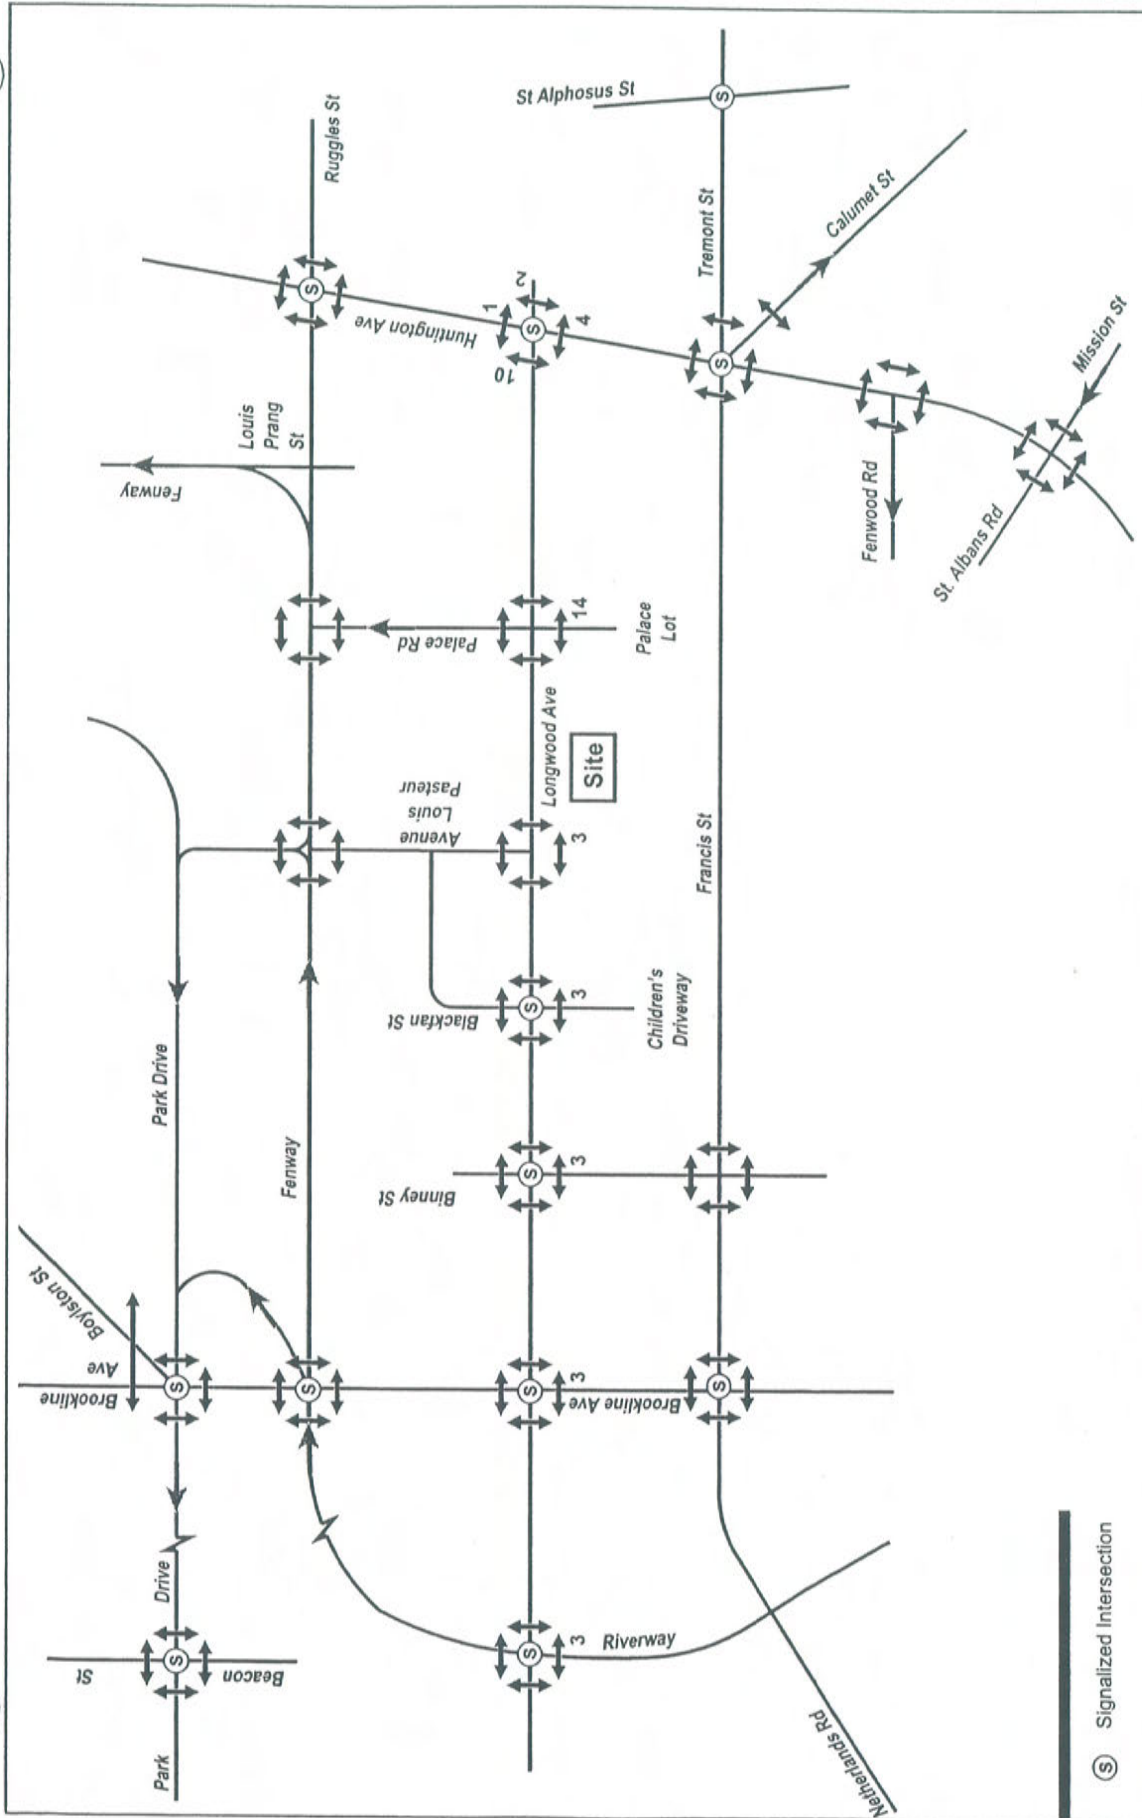 St Alphosus St
S
Ruggles St
Tremont St
Calumet St
S
Huntington Ave
1
2
S
4
10
S
Mission St
Louis
Prang
St
Fenway
Fenwood Rd
St. Albans Rd
14
Palace Rd
Palace
Lot
Longwood Ave
Site
Avenue
Louis
Pasteur
3
Francis St
S
3
Blackfan St
Children's
Driveway
Park Drive
Fenway
S
3
Binney St
Boylston St
Brookline
Ave
S
S
S
3
Brookline Ave
S
Drive
Beacon
St
S
Park
S
3
Riverway
Netherlands Rd
S Signalized Intersection